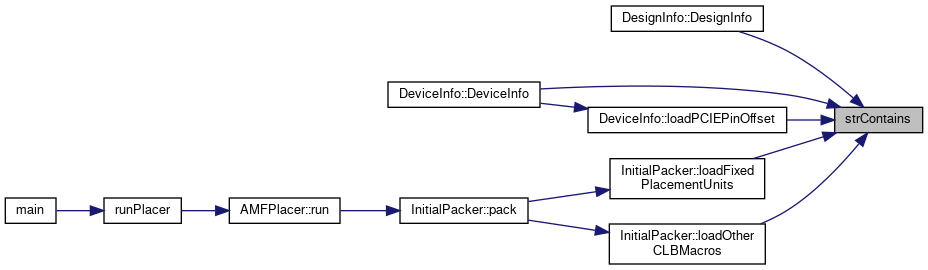 DesignInfo::DesignInfo
DeviceInfo::DeviceInfo
DeviceInfo::loadPCIEPinOffset
strContains
InitialPacker::loadFixed
PlacementUnits
main
runPlacer
AMFPlacer::run
InitialPacker::pack
InitialPacker::loadOther
CLBMacros